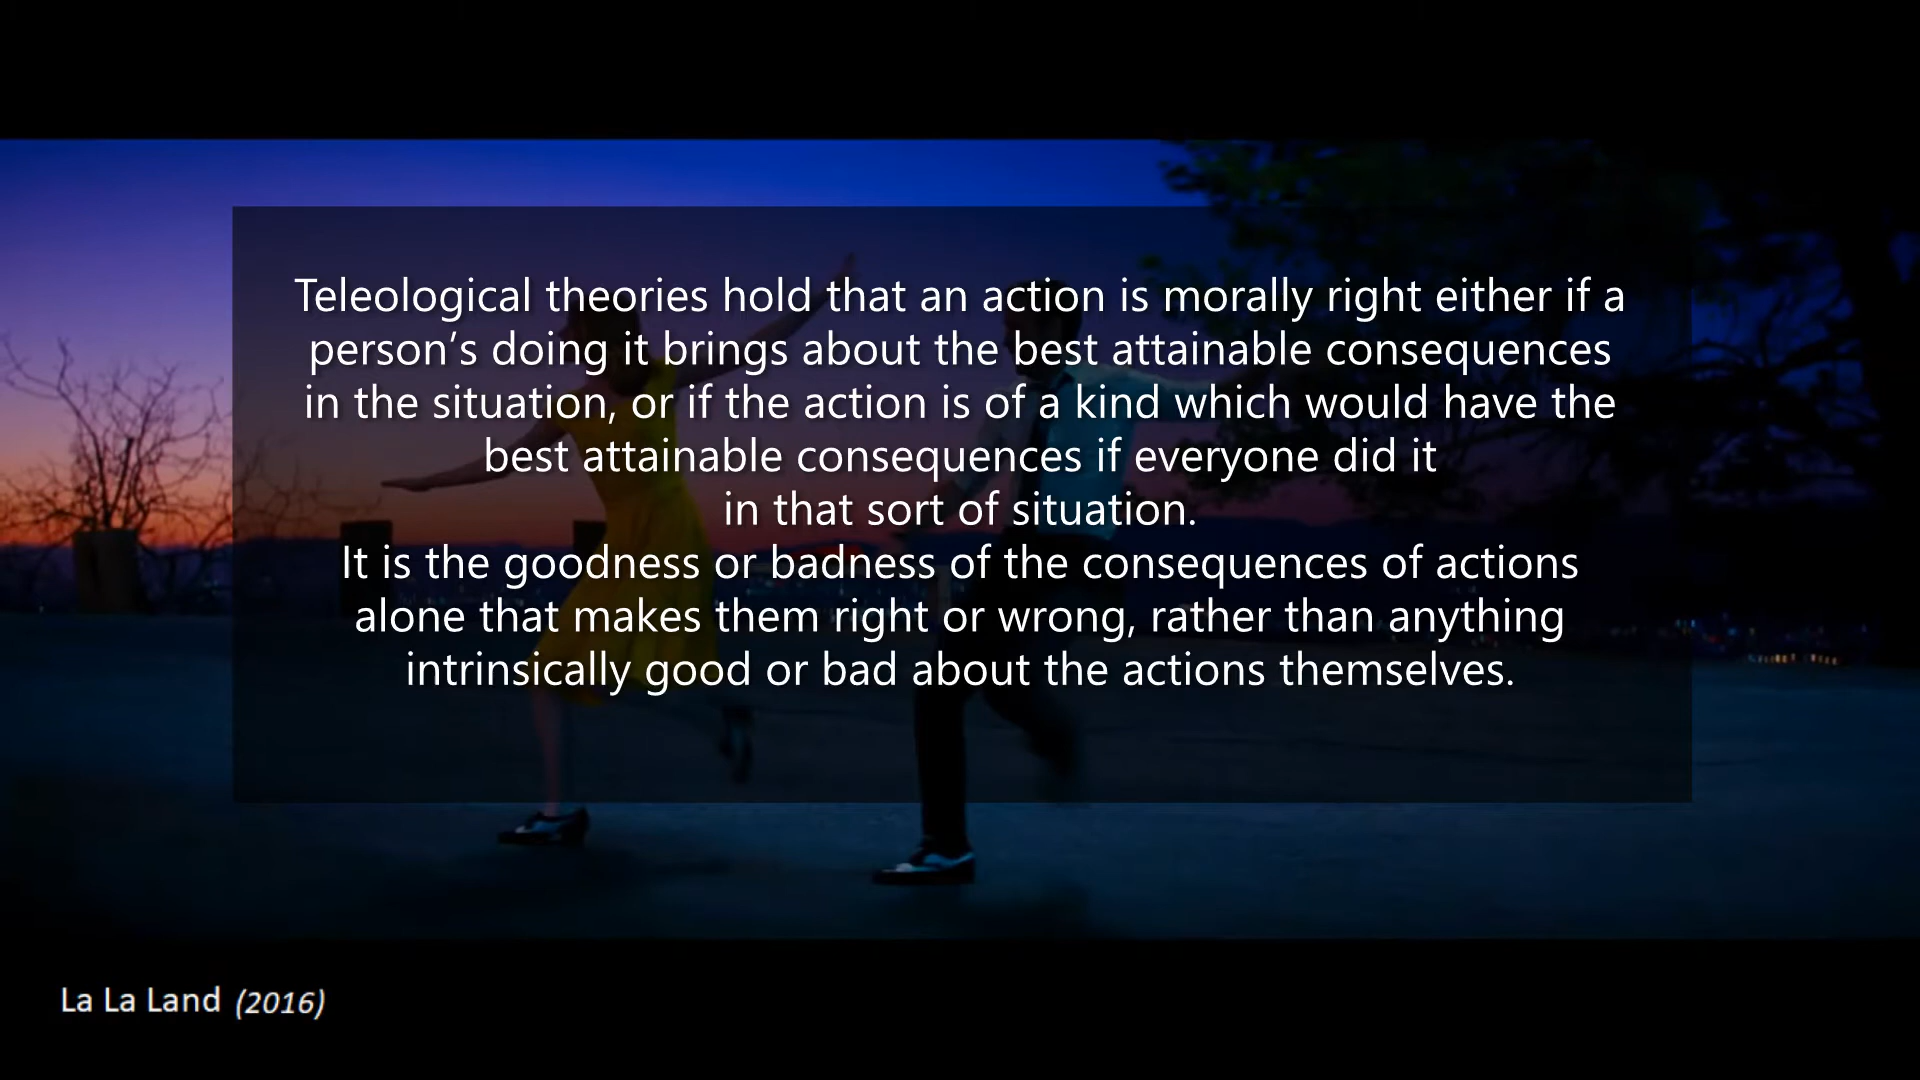 Teleological theories hold that an action is morally right either if a
person’s doing it brings about the best attainable consequences
in the situation, or if the action is of a kind which would have the
best attainable consequences if everyone did it
in that sort of situation.
It is the goodness or badness of the consequences of actions
alone that makes them right or wrong, rather than anything
intrinsically good or bad about the actions themselves.
La La Land (2016)